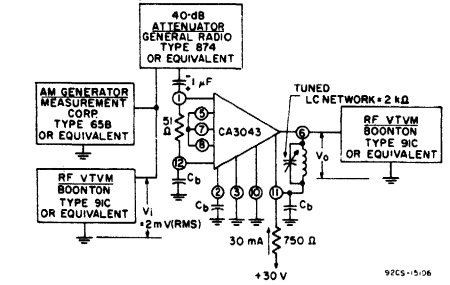 40-dB
ATTENUATOR
GENERAL RADIO
TYPE 874
OR EQUIVALENT
- 1 μF
+
AM GENERATOR
MEASUREMENT
CORP.
TYPE 65B
OR EQUIVALENT
RF VTVM
BOONTON
TYPE 91C
OR EQUIVALENT
Vi
=2mV(RMS)
1
51
Ω
12
Cb
5
7
8
CA3043
2
3
10
11
Cb
Cb
TUNED
LC NETWORK=2 kΩ
6
Vo
RF VTVM
BOONTON
TYPE 91C
OR EQUIVALENT
30 mA
750 Ω
+30 V
92CS-15106